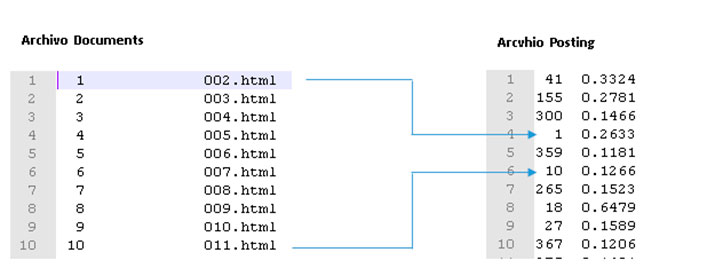 Archivo Documents
1 1 002.html
2 2 003.html
3 3 004.html
4 4 005.html
5 5 006.html
6 6 007.html
7 7 008.html
8 8 009.html
9 9 010.html
10 10 011.html
Arcvhio Posting
1 41 0.3324
2 155 0.2781
3 300 0.1466
4 1 0.2633
5 359 0.1181
6 10 0.1266
7 265 0.1523
8 18 0.6479
9 27 0.1589
10 367 0.1206